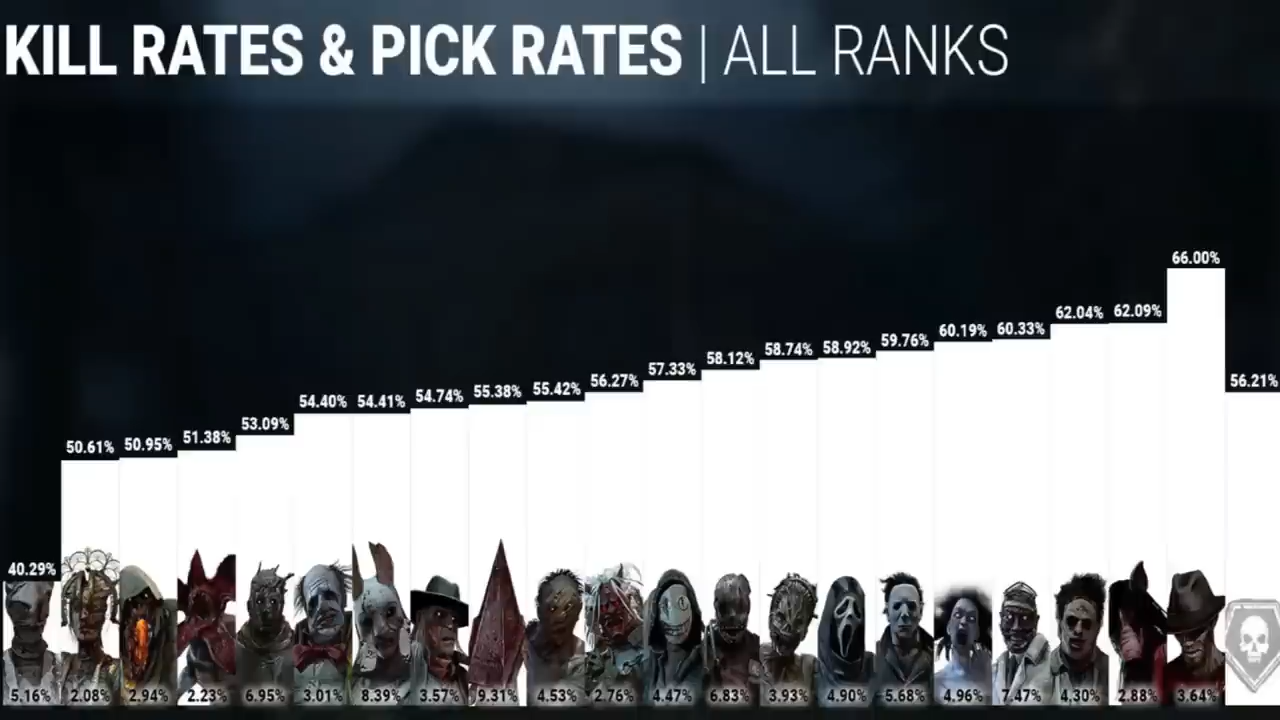 KILL RATES & PICK RATES | ALL RANKS
66.00%
62.04% 62.09%
60.19% 60.33%
58.74% 58.92% 59.76%
57.33% 58.12%
54.40% 54.41% 54.74% 55.38% 55.42% 56.27% 56.21%
50.61% 50.95% 51.38% 53.09%
40.29%
5.16% 2.08% 2.94% 2.23% 6.95% 3.01% 8.39% 3.57% 9.31% 4.53% 2.76% 4.47% 6.83% 3.93% 4.90% 5.68% 4.96% 7.47% 4.30% 2.88% 3.64%